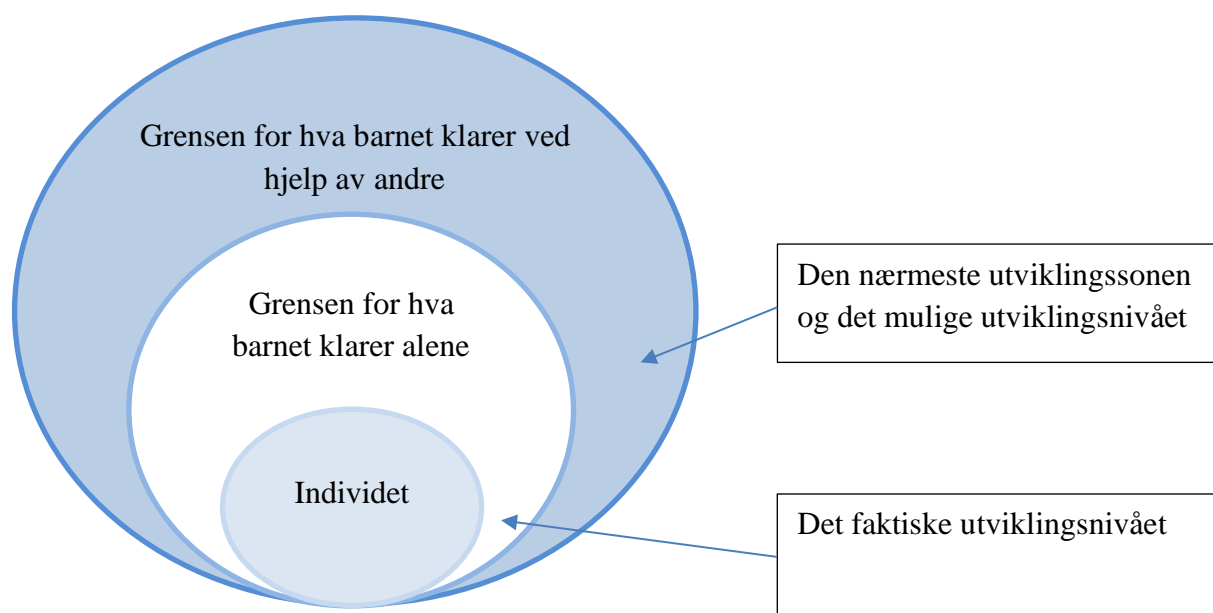 Grensen for hva barnet klarer ved
hjelp av andre
Grensen for hva
barnet klarer alene
Individet
Den nærmeste utviklingssonen
og det mulige utviklingsnivået
Det faktiske utviklingsnivået